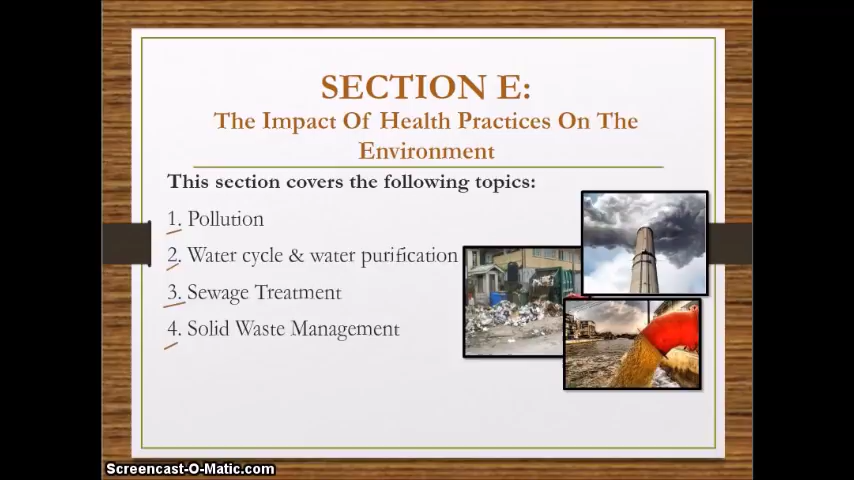 SECTION E:
The Impact Of Health Practices On The
Environment
This section covers the following topics:
1. Pollution
2. Water cycle & water purification
3. Sewage Treatment
4. Solid Waste Management
Screencast-O-Matic.com